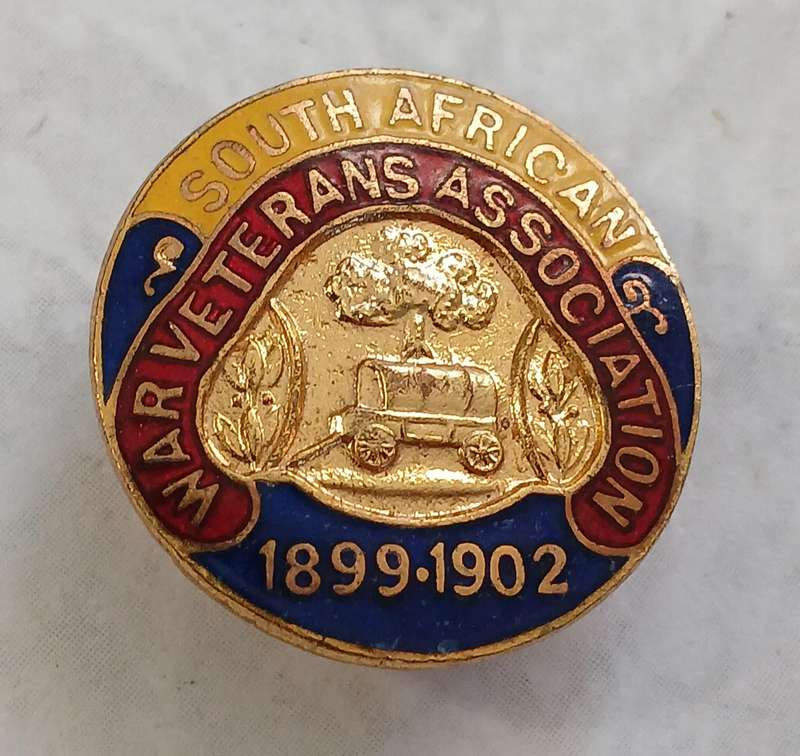 SOUTH AFRICAN
WAR VETERANS ASSOCIATION
1899·1902